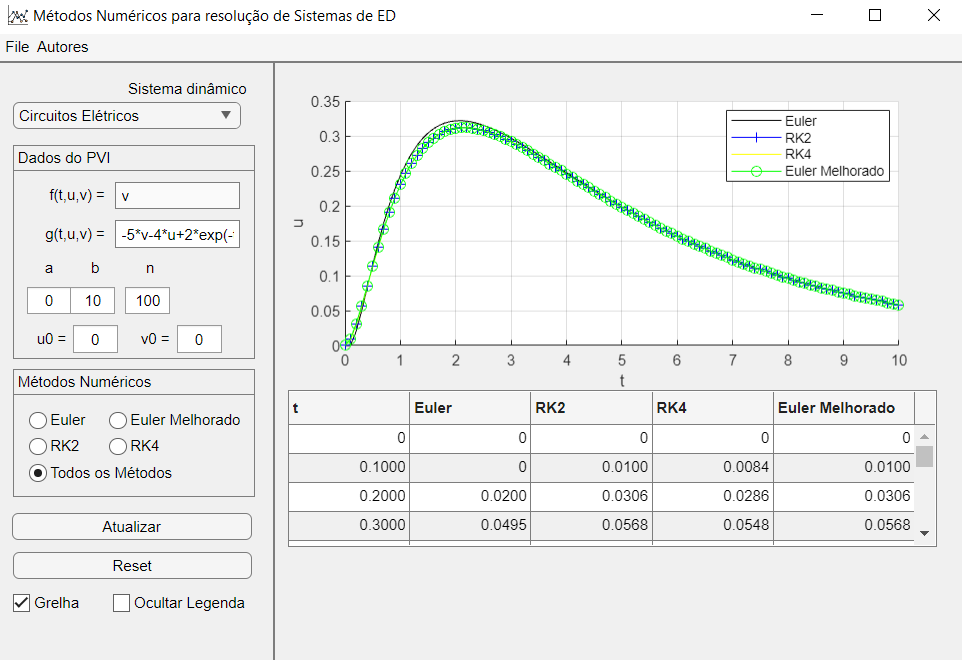 Métodos Numéricos para resolução de Sistemas de ED
File Autores
Sistema dinâmico
Circuitos Elétricos
Dados do PVI
f(t,u,v) = v
g(t,u,v) = -5*v-4*u+2*exp(-
a b n
0 10 100
u0 = 0 v0 = 0
Métodos Numéricos
Euler Euler Melhorado
RK2 RK4
Todos os Métodos
Atualizar
Reset
Grelha Ocultar Legenda
0.35
0.3
0.25
0.2
0.15
0.1
0.05
0
u
0 1 2 3 4 5 6 7 8 9 10
t
Euler
RK2
RK4
Euler Melhorado
t Euler RK2 RK4 Euler Melhorado
0 0 0 0 0
0.1000 0 0.0100 0.0084 0.0100
0.2000 0.0200 0.0306 0.0286 0.0306
0.3000 0.0495 0.0568 0.0548 0.0568